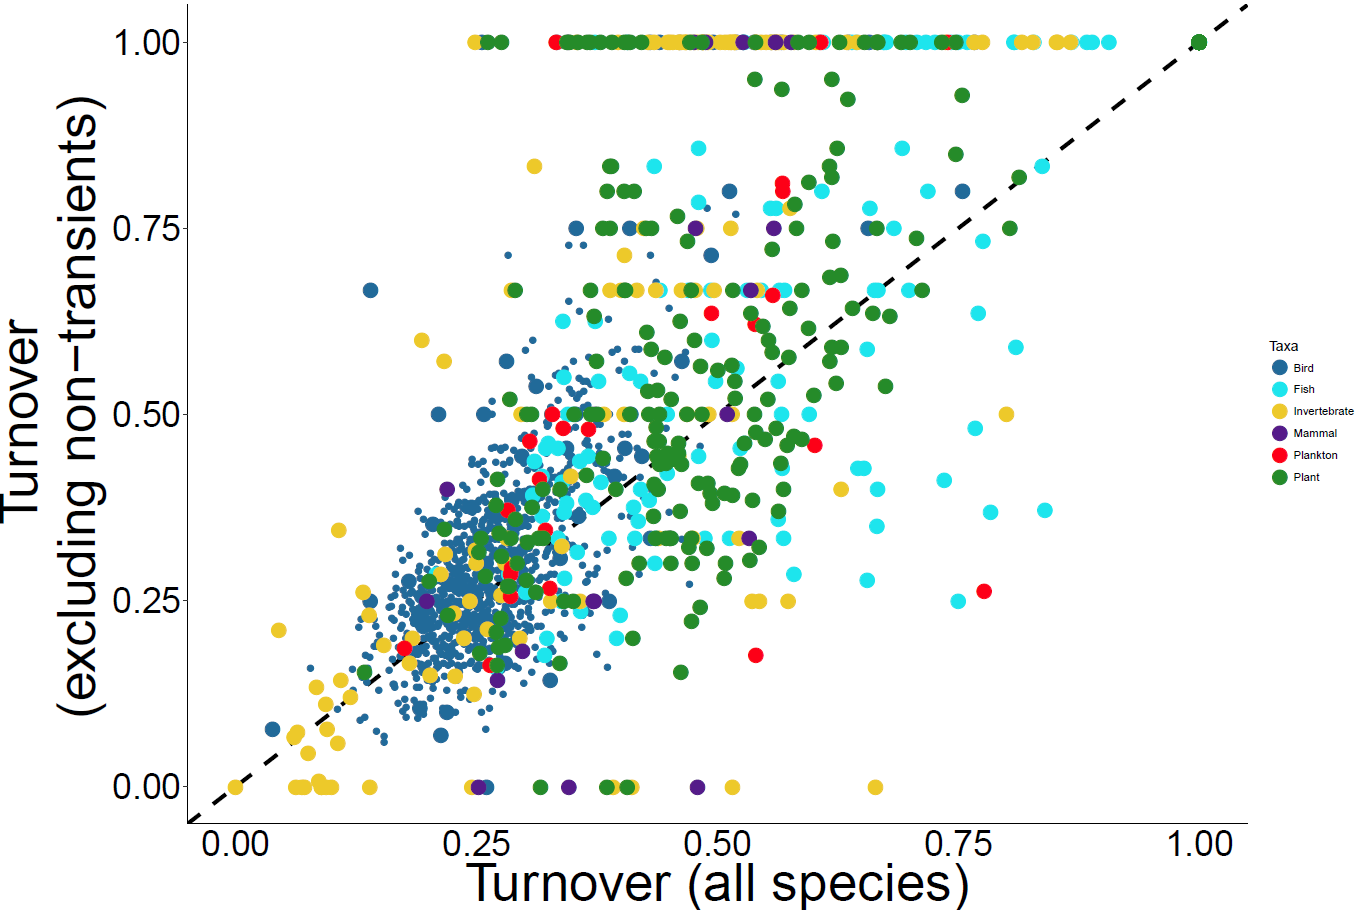 Turnover
(excluding non−transients)
1.00
0.75
0.50
0.25
0.00
0.00 0.25 0.50 0.75 1.00
Turnover (all species)
Taxa
Bird
Fish
Invertebrate
Mammal
Plankton
Plant